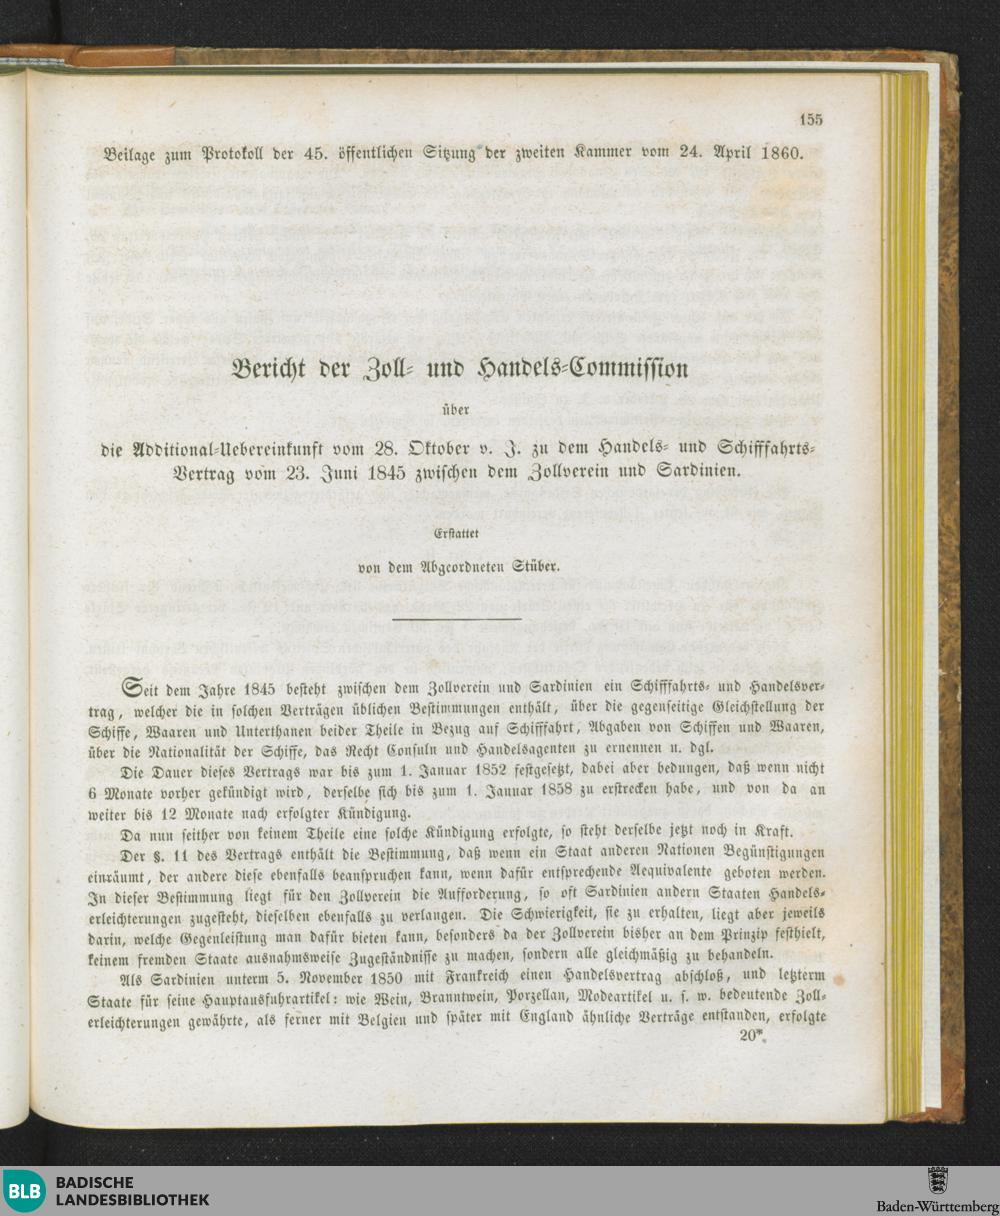 155
Beilage zum Protokoll der 45. öffentlichen Sitzung der zweiten Kammer vom 24. April 1860.
Bericht der Zoll- und Handels-Commission
über
die Additional-Uebereinkunft vom 28. Oktober v. J. zu dem Handels- und Schifffahrts-
Vertrag vom 23. Juni 1845 zwischen dem Zollverein und Sardinien.
Erstattet
von dem Abgeordneten Stüber.
Seit dem Jahre 1845 besteht zwischen dem Zollverein und Sardinien ein Schifffahrts- und Handelsver-
trag, welcher die in solchen Verträgen üblichen Bestimmungen enthält, über die gegenseitige Gleichstellung der
Schiffe, Waaren und Unterthanen beider Theile in Bezug auf Schifffahrt, Abgaben von Schiffen und Waaren,
über die Nationalität der Schiffe, das Recht Consuln und Handelsagenten zu ernennen u. dgl.
Die Dauer dieses Vertrags war bis zum 1. Januar 1852 festgesetzt, dabei aber bedungen, daß wenn nicht
6 Monate vorher gekündigt wird, derselbe sich bis zum 1. Januar 1858 zu erstrecken habe, und von da an
weiter bis 12 Monate nach erfolgter Kündigung.
Da nun seither von keinem Theile eine solche Kündigung erfolgte, so steht derselbe jetzt noch in Kraft.
Der §. 11 des Vertrags enthält die Bestimmung, daß wenn ein Staat anderen Nationen Begünstigungen
einräumt, der andere diese ebenfalls beanspruchen kann, wenn dafür entsprechende Aequivalente geboten werden.
In dieser Bestimmung liegt für den Zollverein die Aufforderung, so oft Sardinien andern Staaten Handels-
erleichterungen zugesteht, dieselben ebenfalls zu verlangen. Die Schwierigkeit, sie zu erhalten, liegt aber jeweils
darin, welche Gegenleistung man dafür bieten kann, besonders da der Zollverein bisher an dem Prinzip festhielt,
keinem fremden Staate ausnahmsweise Zugeständnisse zu machen, sondern alle gleichmäßig zu behandeln.
Als Sardinien unterm 5. November 1850 mit Frankreich einen Handelsvertrag abschloß, und letzterm
Staate für seine Hauptausfuhrartikel: wie Wein, Branntwein, Porzellan, Modeartikel u. s. w. bedeutende Zoll-
erleichterungen gewährte, als ferner mit Belgien und später mit England ähnliche Verträge entstanden, erfolgte
20*
BLB BADISCHE
LANDESBIBLIOTHEK
Baden-Württemberg